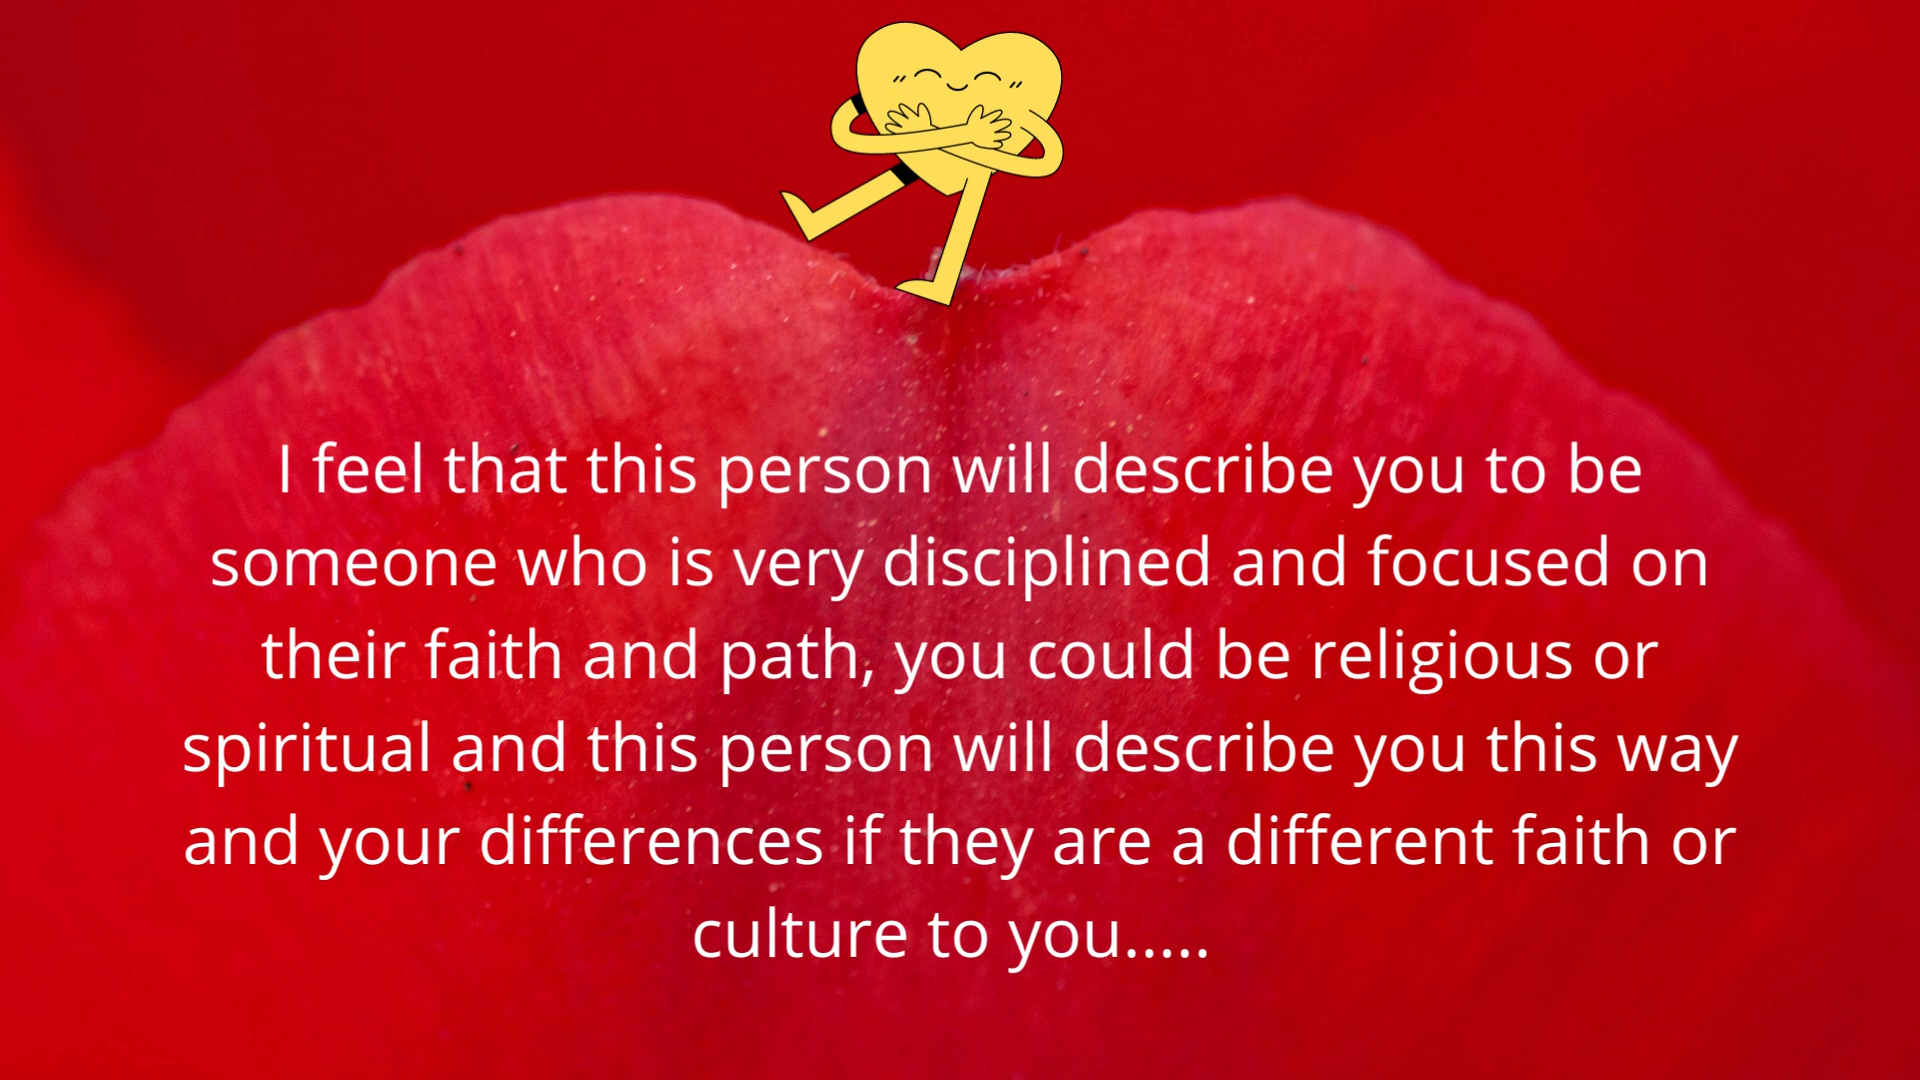 I feel that this person will describe you to be
someone who is very disciplined and focused on
their faith and path, you could be religious or
spiritual and this person will describe you this way
and your differences if they are a different faith or
culture to you.....